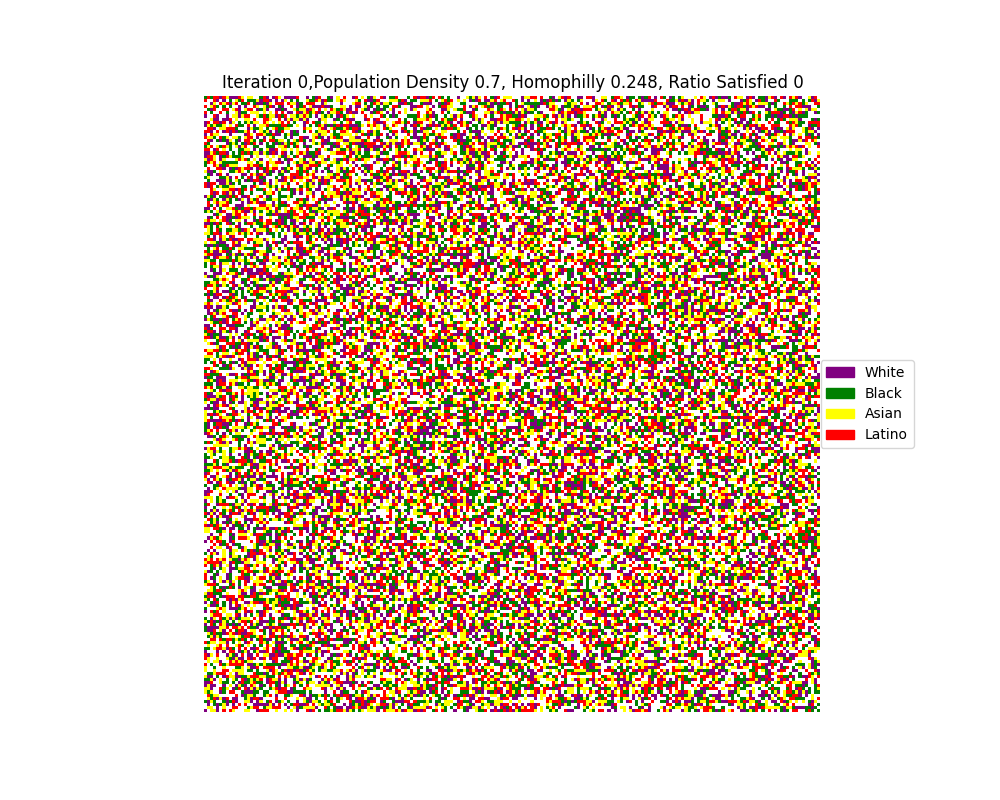 Iteration 0,Population Density 0.7, Homophilly 0.248, Ratio Satisfied 0
White
Black
Asian
Latino